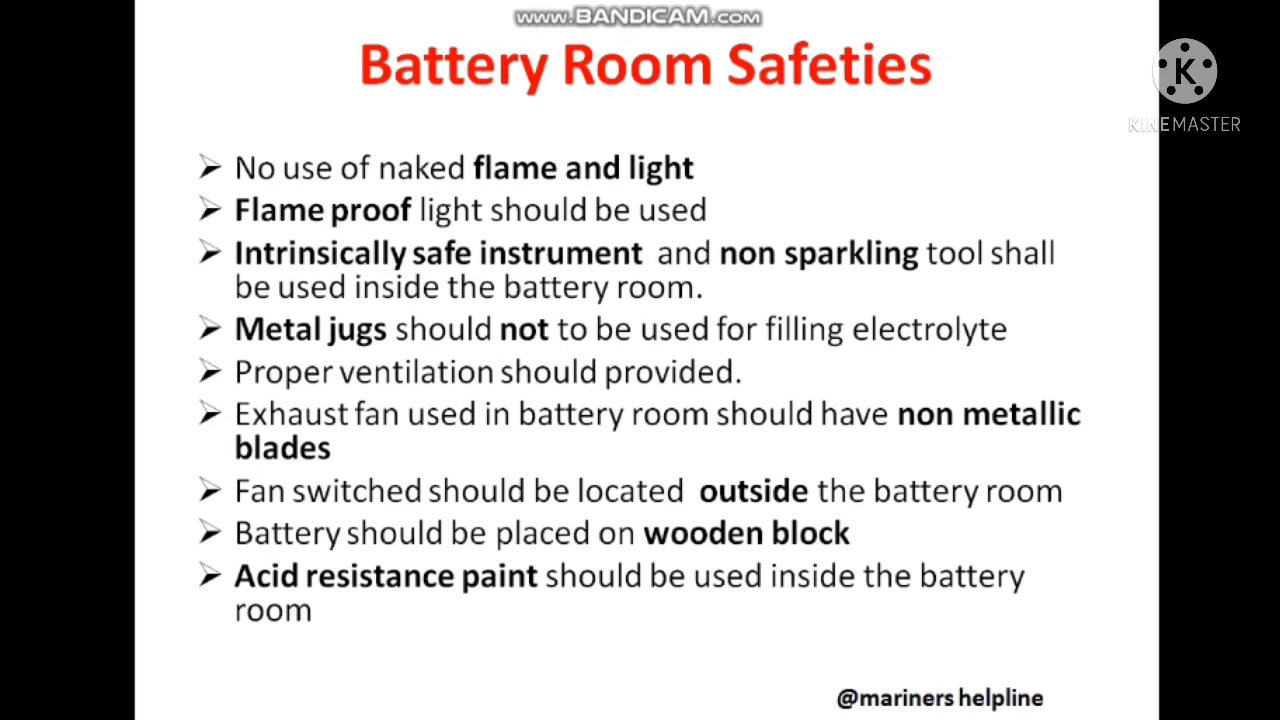 www.BANDICAM.com
Battery Room Safeties
K
KINEMASTER
➢ No use of naked flame and light
➢ Flame proof light should be used
➢ Intrinsically safe instrument and non sparkling tool shall
be used inside the battery room.
➢ Metal jugs should not to be used for filling electrolyte
➢ Proper ventilation should provided.
➢ Exhaust fan used in battery room should have non metallic
blades
➢ Fan switched should be located outside the battery room
➢ Battery should be placed on wooden block
➢ Acid resistance paint should be used inside the battery
room
@mariners helpline